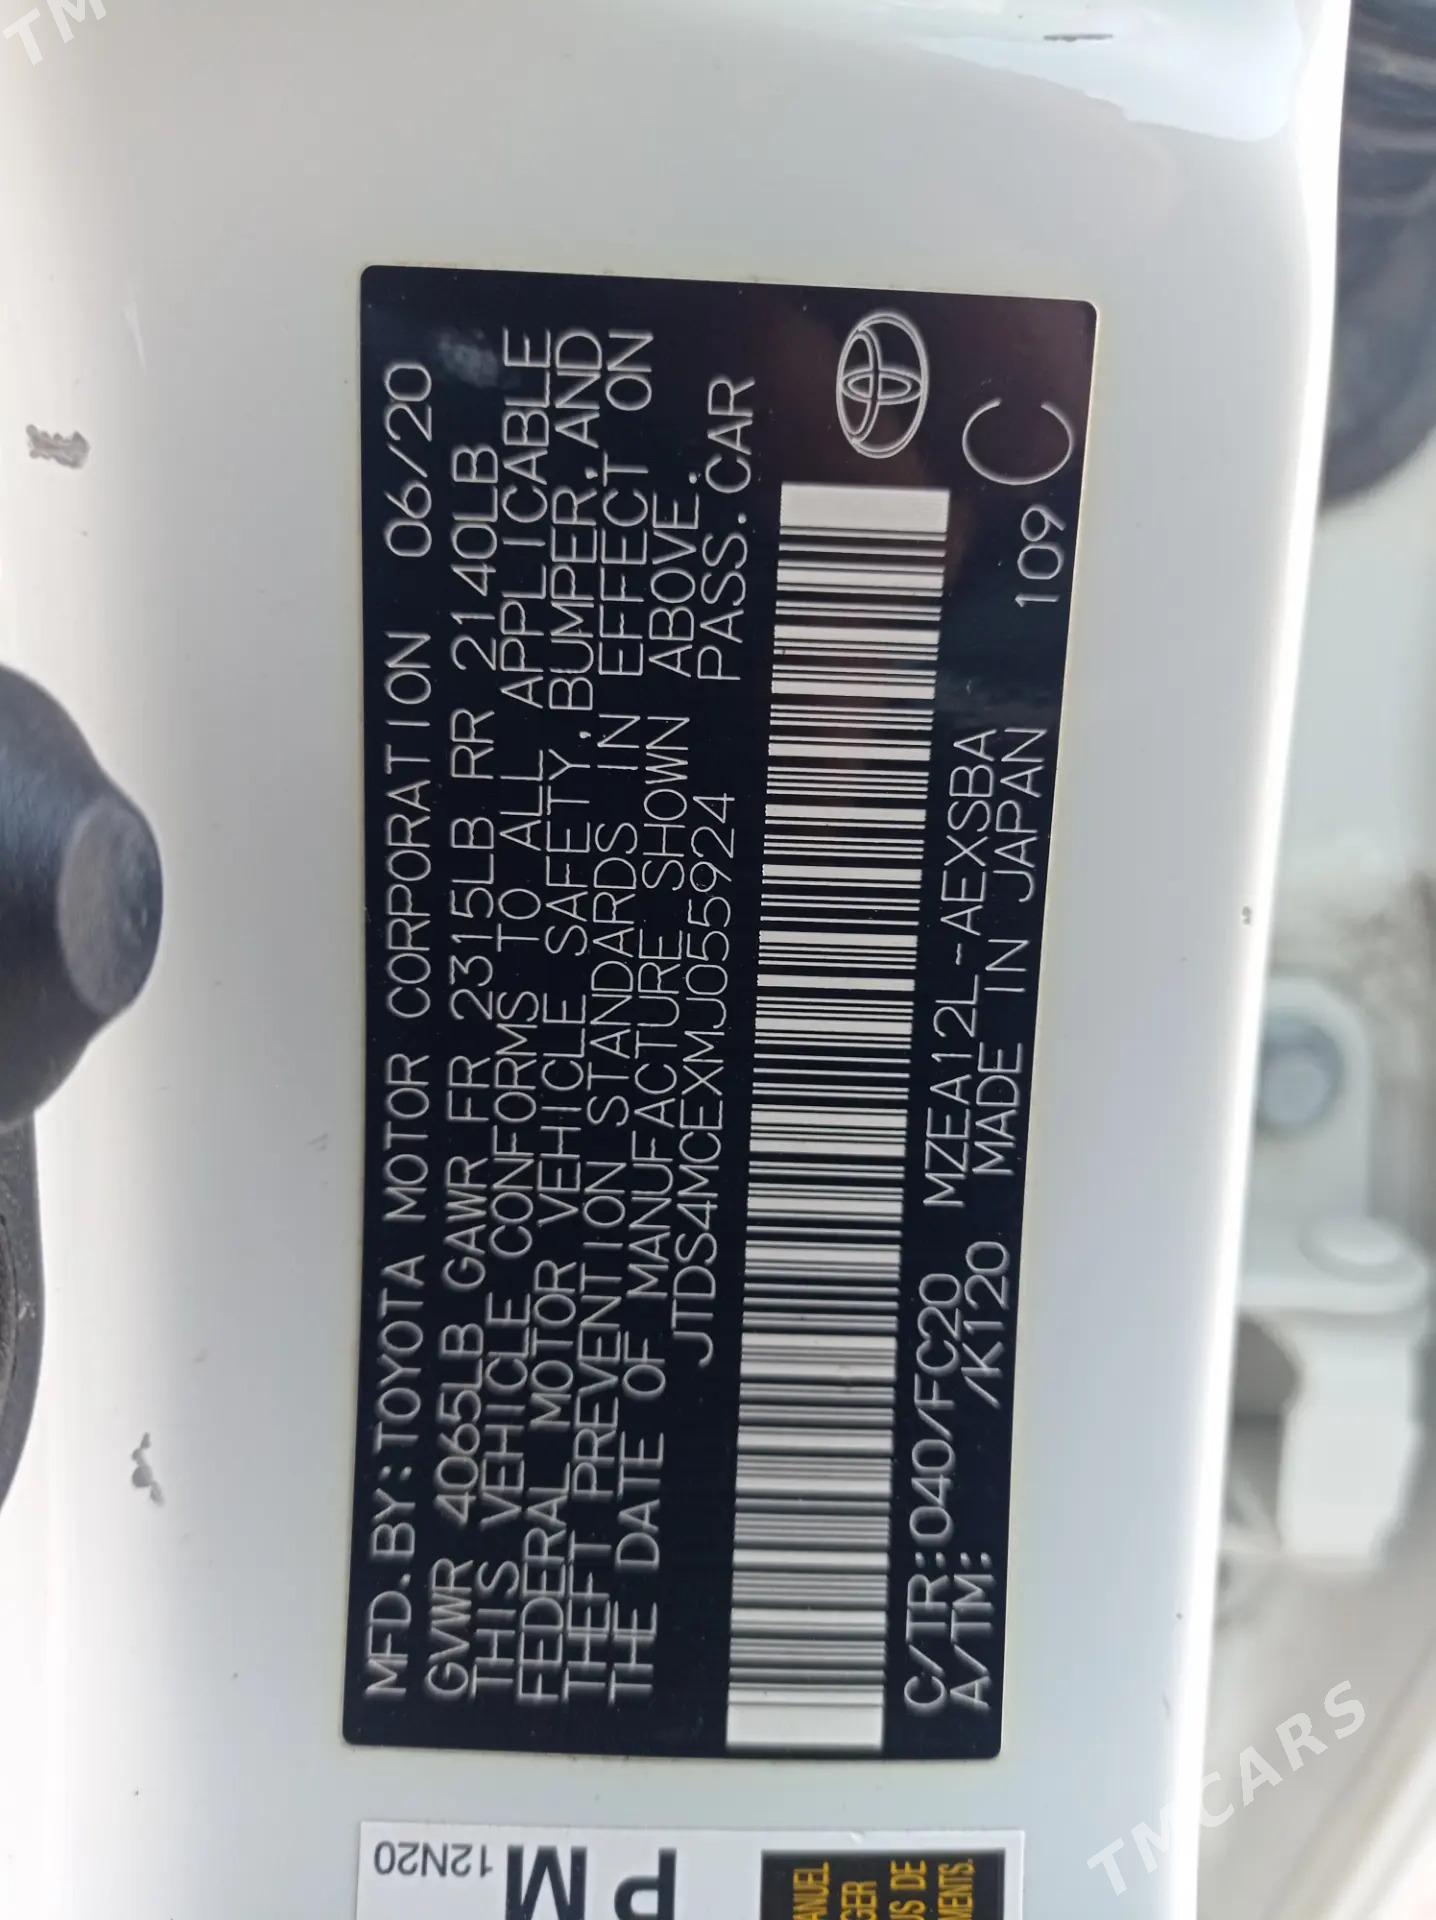 MFD.BY:TOYOTA MOTOR CORPORATION 06/20
GVWR 4065LB GAWR FR 2315LB RR 2140LB
THIS VEHICLE CONFORMS TO ALL APPLICABLE
FEDERAL MOTOR VEHICLE SAFETY, BUMPER, AND
THEFT PREVENTION STANDARDS IN EFFECT ON
THE DATE OF MANUFACTURE SHOWN ABOVE.
JTDS4MCEXMJ055924 PASS.CAR
C/TR:040/FC20 MZEA12L-AEXSBA 109 C
A/TM: /K120 MADE IN JAPAN
12N20
PM
TM
TMCARS